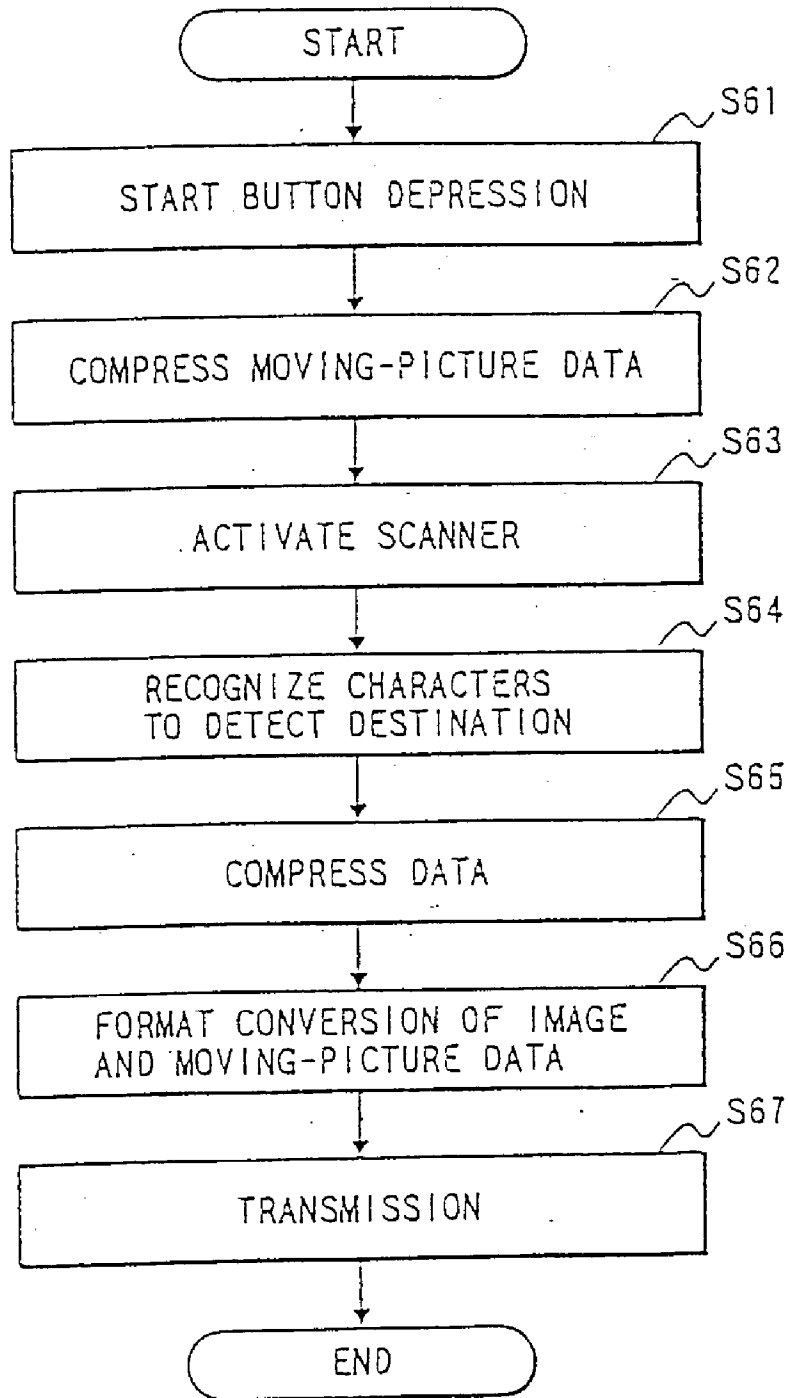 START
S61
START BUTTON DEPRESSION
S62
COMPRESS MOVING-PICTURE DATA
S63
ACTIVATE SCANNER
S64
RECOGNIZE CHARACTERS
TO DETECT DESTINATION
S65
COMPRESS DATA
S66
FORMAT CONVERSION OF IMAGE
AND MOVING-PICTURE DATA
S67
TRANSMISSION
END